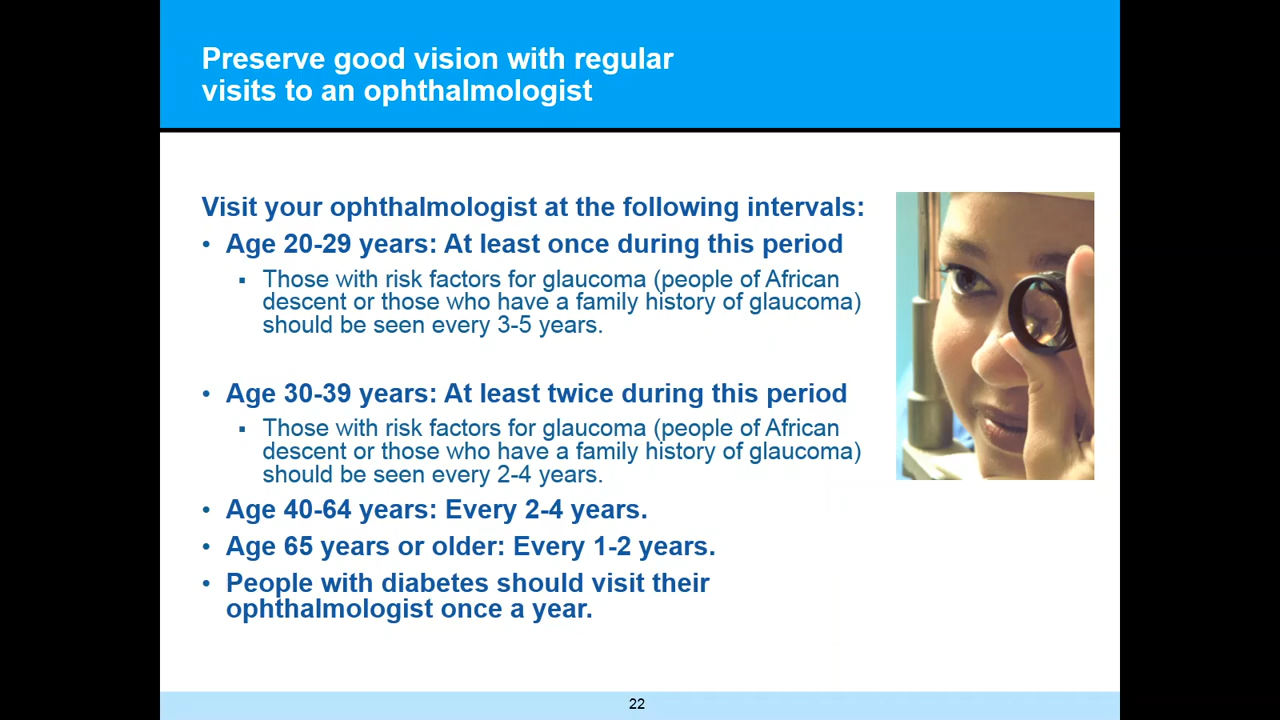 Preserve good vision with regular
visits to an ophthalmologist
Visit your ophthalmologist at the following intervals:
• Age 20-29 years: At least once during this period
▪ Those with risk factors for glaucoma (people of African
descent or those who have a family history of glaucoma)
should be seen every 3-5 years.
• Age 30-39 years: At least twice during this period
▪ Those with risk factors for glaucoma (people of African
descent or those who have a family history of glaucoma)
should be seen every 2-4 years.
• Age 40-64 years: Every 2-4 years.
• Age 65 years or older: Every 1-2 years.
• People with diabetes should visit their
ophthalmologist once a year.
22